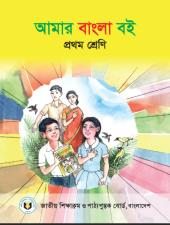 আমার বাংলা বই
প্রথম শ্রেণি
জাতীয় শিক্ষাক্রম ও পাঠ্যপুস্তক বোর্ড, বাংলাদেশ